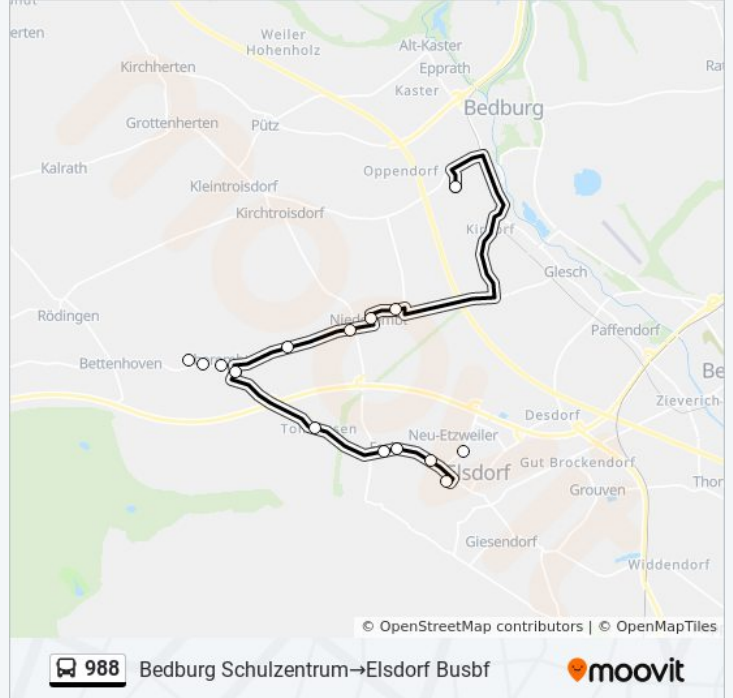 erten
Weiler
Hohenholz
Alt-Kaster
Kirchherten
Epprath
Kaster
Bedburg
Grottenherten
Pütz
Kalrath
Oppendorf
Kleintroisdorf
Kirchtroisdorf
Glesch
Rödingen
Paffendorf
Bettenhoven
Be
Zieverich
Desdorf
Neu-Etzweiler
Elsdorf
Gut Brockendorf
Thor
Grouven
Giesendorf
Widdendorf
© OpenStreetMap contributors | © OpenMapTiles
988 Bedburg Schulzentrum→Elsdorf Busbf
moovit